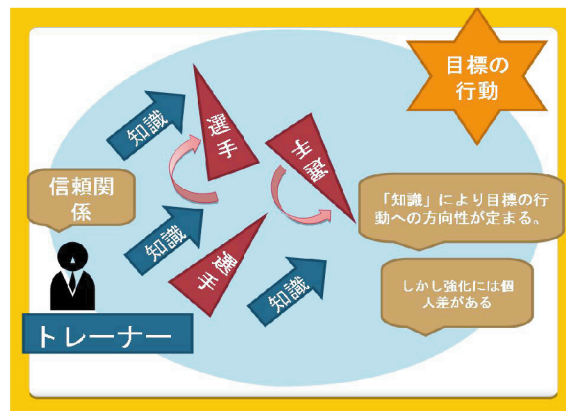 目標の
行動
知識
選手
選手
信頼関
係
「知識」により目標の行
動への方向性が定まる。
知識
選手
知識
しかし強化には個
人差がある
トレーナー